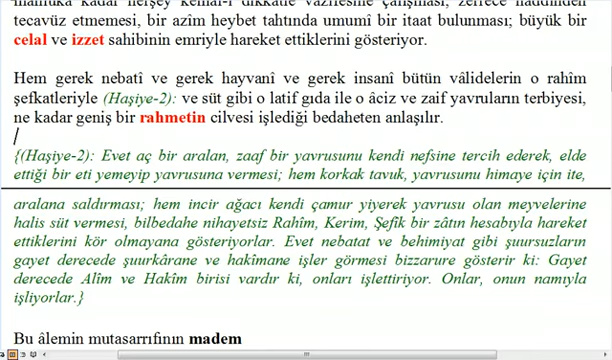 mahluka kadar herşey kemal-i dikkatle vazifesine çalışması, zerrece haddinden
tecavüz etmemesi, bir azîm heybet tahtında umumî bir itaat bulunması; büyük bir
celal ve izzet sahibinin emriyle hareket ettiklerini gösteriyor.
Hem gerek nebatî ve gerek hayvanî ve gerek insanî bütün vâlidelerin o rahîm
şefkatleriyle (Haşiye-2): ve süt gibi o latif gıda ile o âciz ve zaif yavruların terbiyesi,
ne kadar geniş bir rahmetin cilvesi işlediği bedaheten anlaşılır.
{(Haşiye-2): Evet aç bir aralan, zaaf bir yavrusunu kendi nefsine tercih ederek, elde
ettiği bir eti yemeyip yavrusuna vermesi; hem korkak tavuk, yavrusunu himaye için ite,
aralana saldırması; hem incir ağacı kendi çamur yiyerek yavrusu olan meyvelerine
halis süt vermesi, bilbedahe nihayetsiz Rahîm, Kerim, Şefik bir zâtın hesabıyla hareket
ettiklerini kör olmayana gösteriyorlar. Evet nebatat ve behimiyat gibi şuursuzların
gayet derecede şuurkârane ve hakîmane işler görmesi bizzarure gösterir ki: Gayet
derecede Alîm ve Hakîm birisi vardır ki, onları işlettiriyor. Onlar, onun namıyla
işliyorlar.}
Bu âlemin mutasarrıfının madem